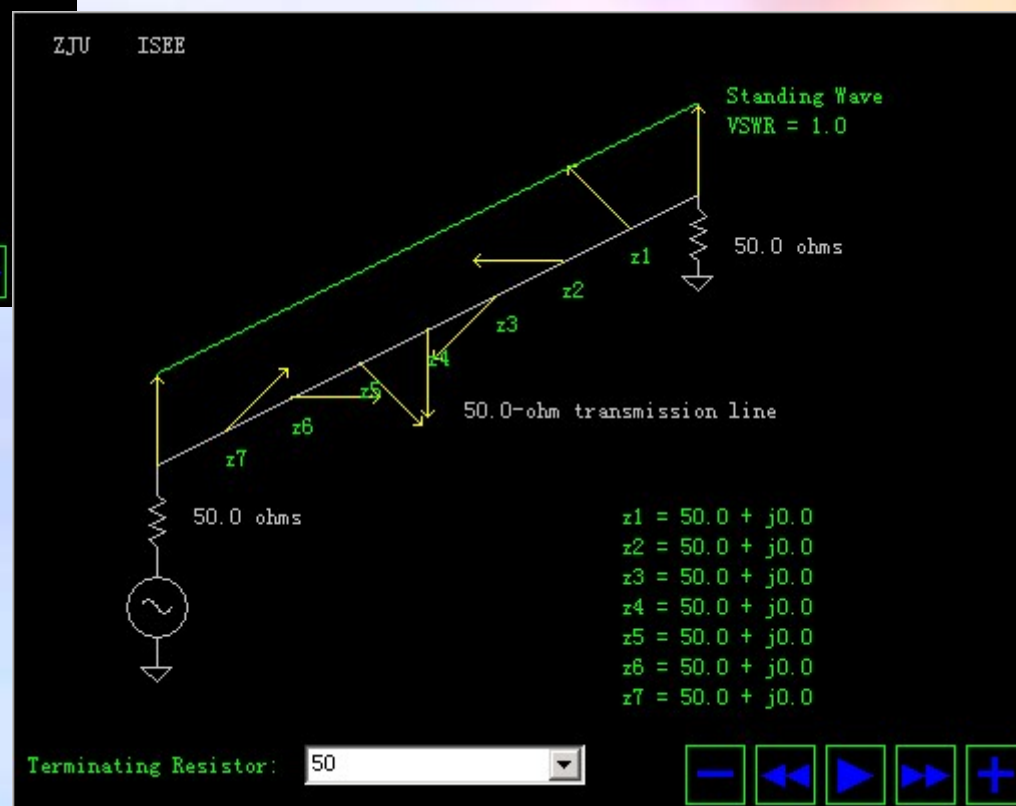 ZJU ISEE
Standing Wave
VSWR = 1.0
50.0 ohms
z1
z2
z3
z4
z5
z6
z7
50.0-ohm transmission line
50.0 ohms
z1 = 50.0 + j0.0
z2 = 50.0 + j0.0
z3 = 50.0 + j0.0
z4 = 50.0 + j0.0
z5 = 50.0 + j0.0
z6 = 50.0 + j0.0
z7 = 50.0 + j0.0
Terminating Resistor: 50